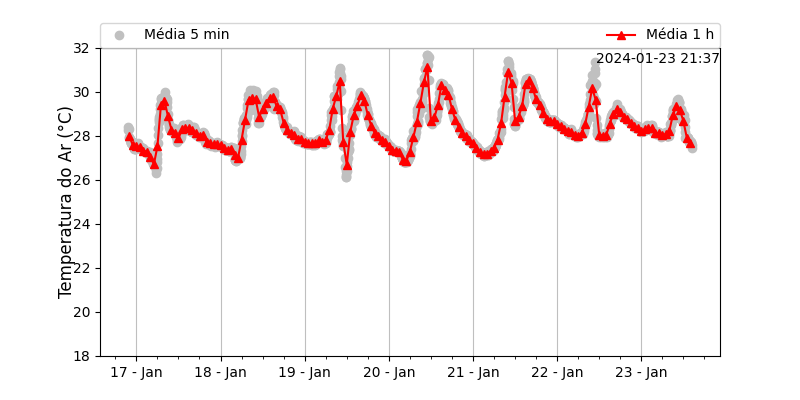 Média 5 min
Média 1 h
2024-01-23 21:37
Temperatura do Ar (°C)
32
30
28
26
24
22
20
18
17 - Jan
18 - Jan
19 - Jan
20 - Jan
21 - Jan
22 - Jan
23 - Jan